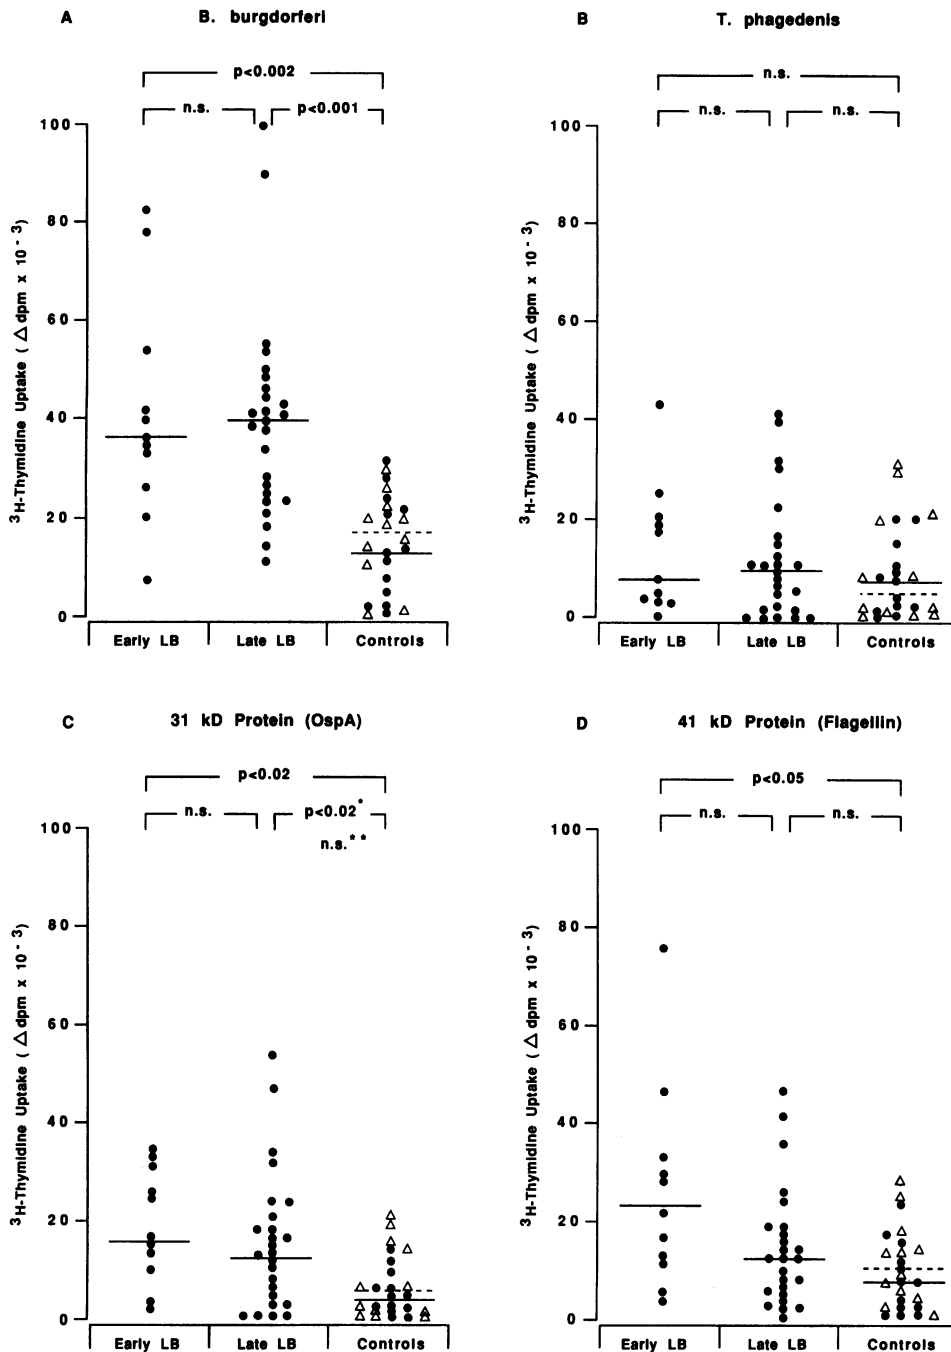 A B. burgdorferi
p<0.002
n.s. p<0.001
³H-Thymidine Uptake ( △ dpm x 10⁻³)
100
80
60
40
20
0
Early LB Late LB Controls
B T. phagedenis
n.s.
n.s. n.s.
³H-Thymidine Uptake ( △ dpm x 10⁻³)
100
80
60
40
20
0
Early LB Late LB Controls
C 31 kD Protein (OspA)
p<0.02
n.s. p<0.02*
n.s.**
³H-Thymidine Uptake ( △ dpm x 10⁻³)
100
80
60
40
20
0
Early LB Late LB Controls
D 41 kD Protein (Flagellin)
p<0.05
n.s. n.s.
³H-Thymidine Uptake ( △ dpm x 10⁻³)
100
80
60
40
20
0
Early LB Late LB Controls